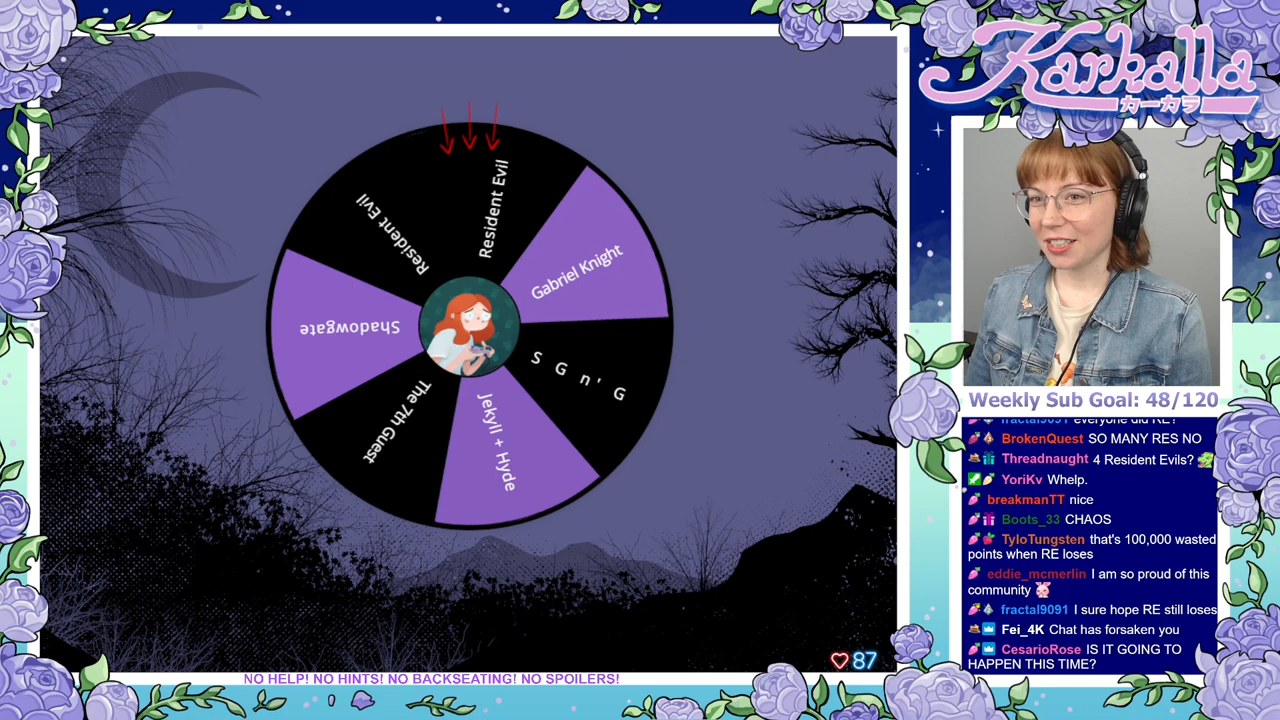 Karkalla
カーカラ
Resident Evil
Resident Evil
Gabriel Knight
Shadowgate
S G n' G
The 7th Guest
Jekyll + Hyde
87
NO HELP! NO HINTS! NO BACKSEATING! NO SPOILERS!
Weekly Sub Goal: 48/120
fractal9091 everyone did RE?
BrokenQuest SO MANY RES NO
Threadnaught 4 Resident Evils?
YoriKv Whelp.
breakmanTT nice
Boots_33 CHAOS
TyloTungsten that's 100,000 wasted
points when RE loses
eddie_mcmerlin I am so proud of this
community
fractal9091 I sure hope RE still loses
Fei_4K Chat has forsaken you
CesarioRose IS IT GOING TO
HAPPEN THIS TIME?